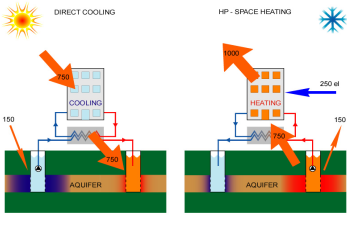 DIRECT COOLING
HP - SPACE HEATING
750
1000
COOLING
HEATING
250 el
150
750
750
150
AQUIFER
AQUIFER